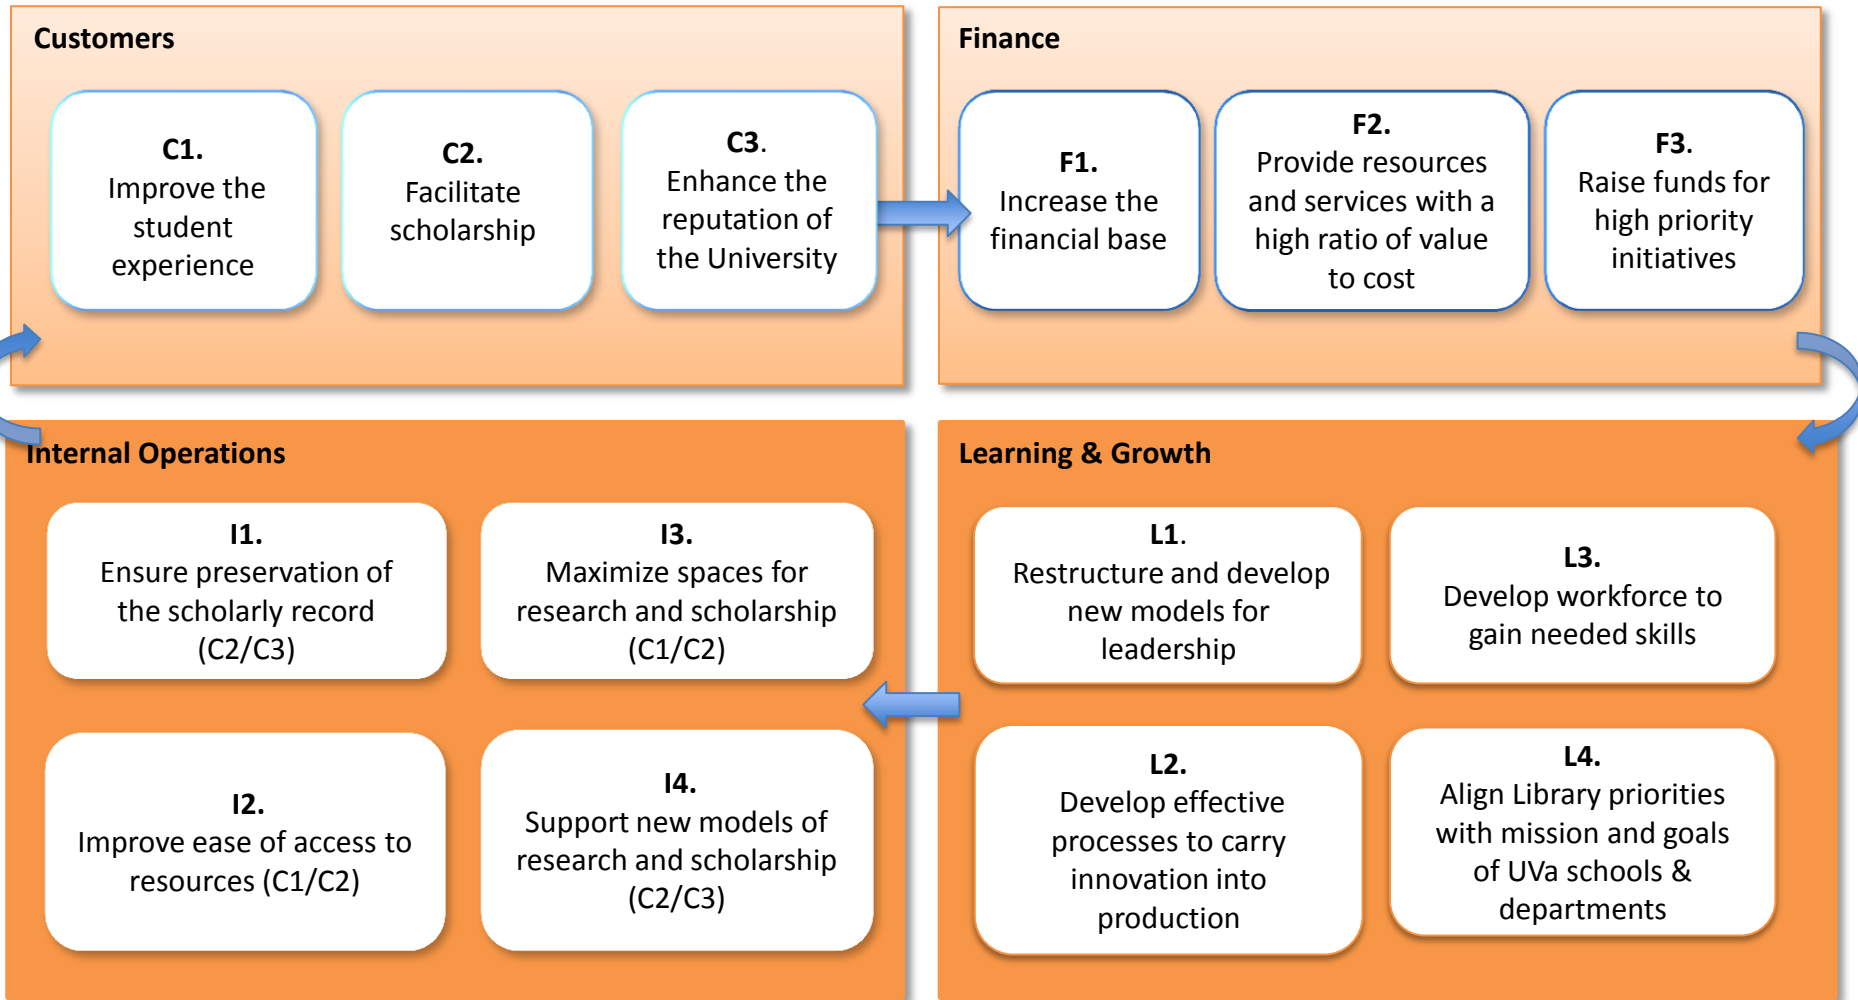 Customers
C1.
Improve the
student
experience
C2.
Facilitate
scholarship
C3.
Enhance the
reputation of
the University
Finance
F1.
Increase the
financial base
F2.
Provide resources
and services with a
high ratio of value
to cost
F3.
Raise funds for
high priority
initiatives
Internal Operations
I1.
Ensure preservation of
the scholarly record
(C2/C3)
I3.
Maximize spaces for
research and scholarship
(C1/C2)
I2.
Improve ease of access to
resources (C1/C2)
I4.
Support new models of
research and scholarship
(C2/C3)
Learning & Growth
L1.
Restructure and develop
new models for
leadership
L3.
Develop workforce to
gain needed skills
L2.
Develop effective
processes to carry
innovation into
production
L4.
Align Library priorities
with mission and goals
of UVa schools &
departments